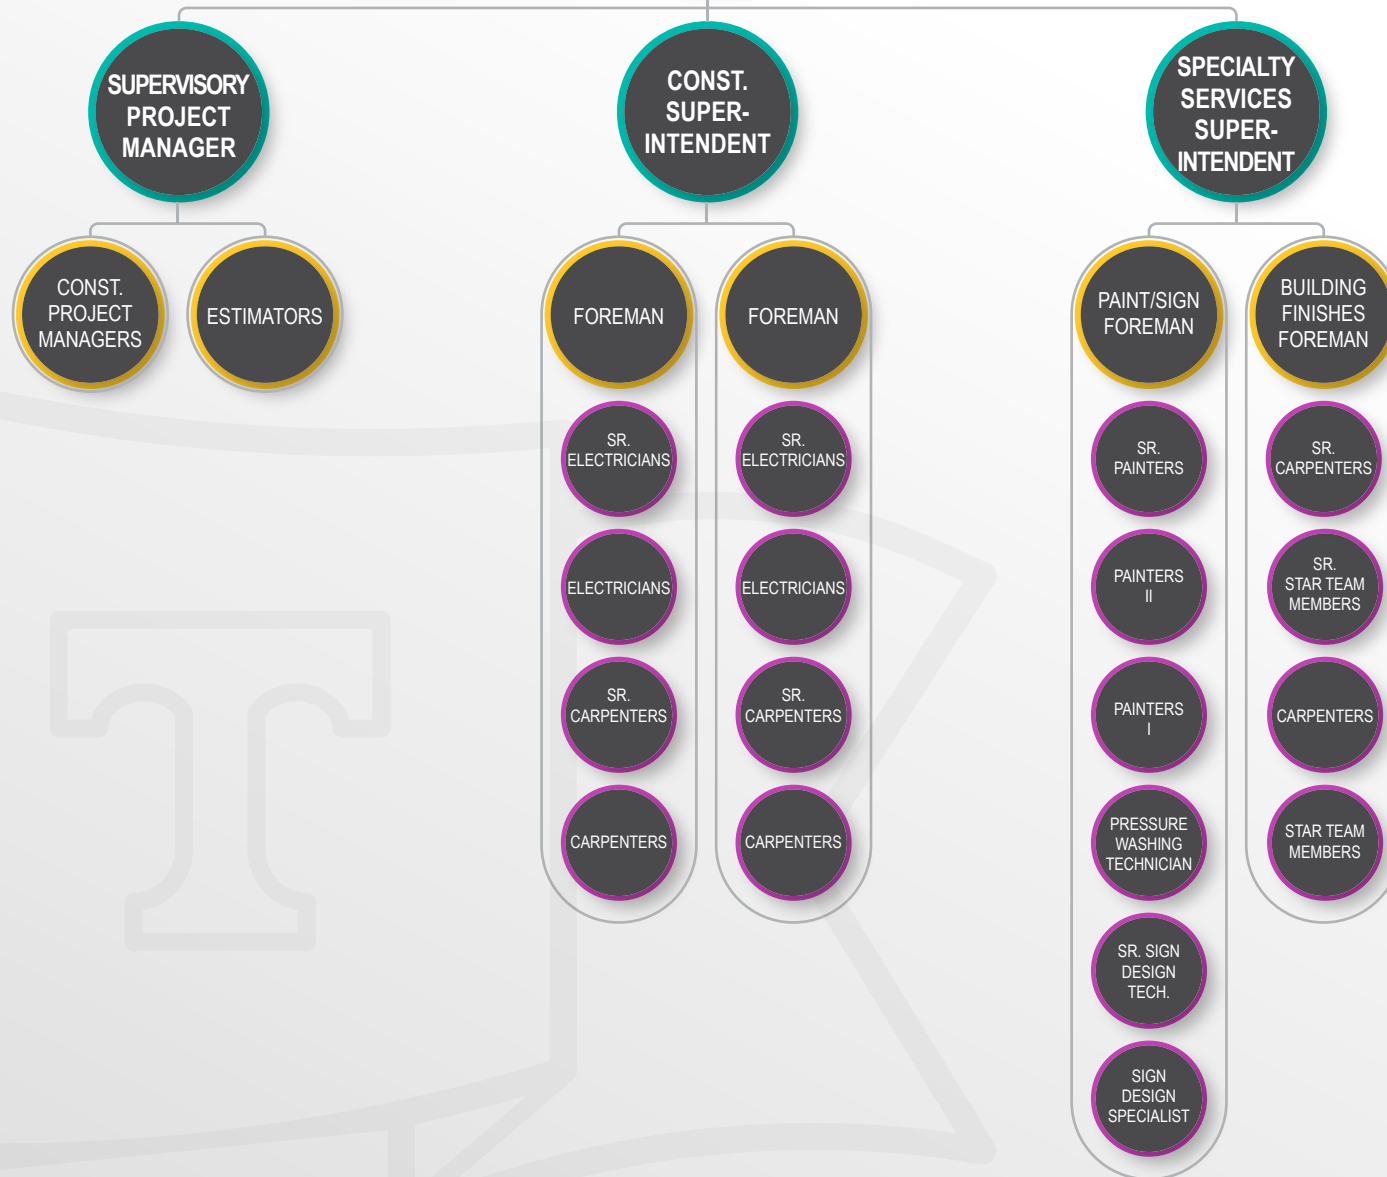 SUPERVISORY
PROJECT
MANAGER
CONST.
SUPER-
INTENDENT
SPECIALTY
SERVICES
SUPER-
INTENDENT
CONST.
PROJECT
MANAGERS
ESTIMATORS
FOREMAN
SR.
ELECTRICIANS
ELECTRICIANS
SR.
CARPENTERS
CARPENTERS
FOREMAN
SR.
ELECTRICIANS
ELECTRICIANS
SR.
CARPENTERS
CARPENTERS
PAINT/SIGN
FOREMAN
SR.
PAINTERS
PAINTERS
II
PAINTERS
I
PRESSURE
WASHING
TECHNICIAN
SR. SIGN
DESIGN
TECH.
SIGN
DESIGN
SPECIALIST
BUILDING
FINISHES
FOREMAN
SR.
CARPENTERS
SR.
STAR TEAM
MEMBERS
CARPENTERS
STAR TEAM
MEMBERS
T